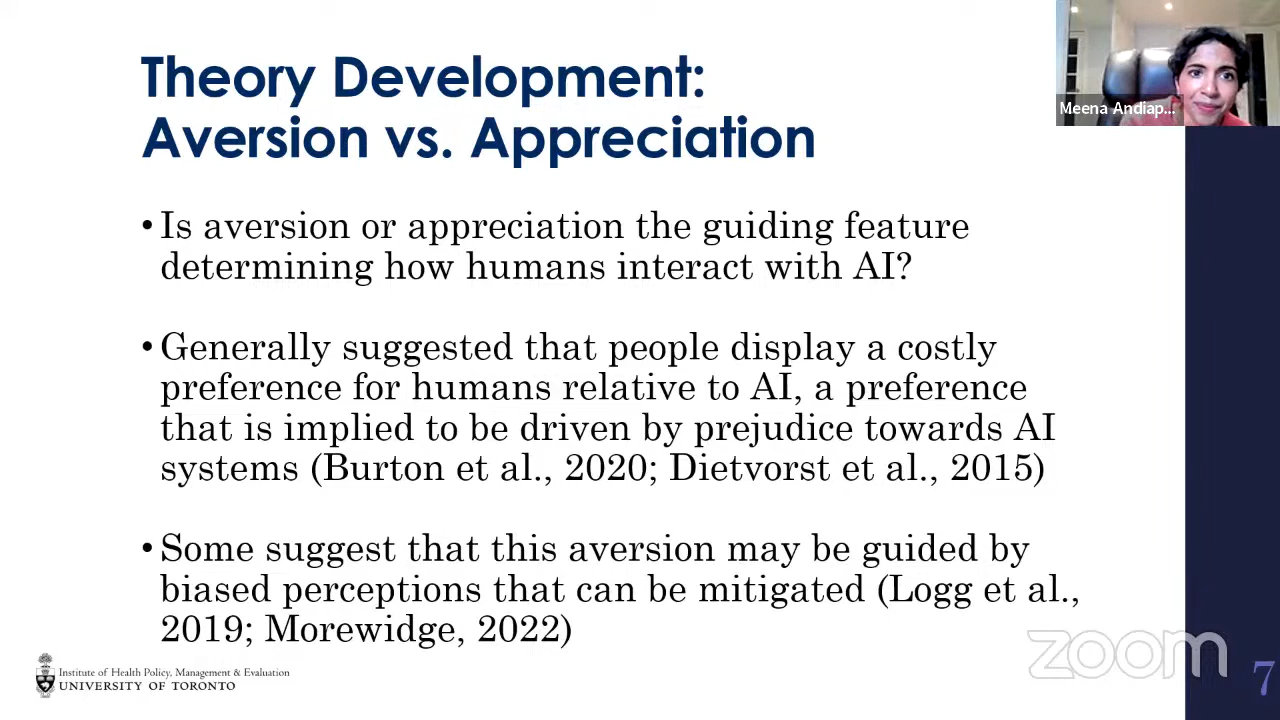 Theory Development:
Aversion vs. Appreciation
Meena Andiap...
• Is aversion or appreciation the guiding feature
determining how humans interact with AI?
• Generally suggested that people display a costly
preference for humans relative to AI, a preference
that is implied to be driven by prejudice towards AI
systems (Burton et al., 2020; Dietvorst et al., 2015)
• Some suggest that this aversion may be guided by
biased perceptions that can be mitigated (Logg et al.,
2019; Morewidge, 2022)
Institute of Health Policy, Management & Evaluation
UNIVERSITY OF TORONTO
zoom
7